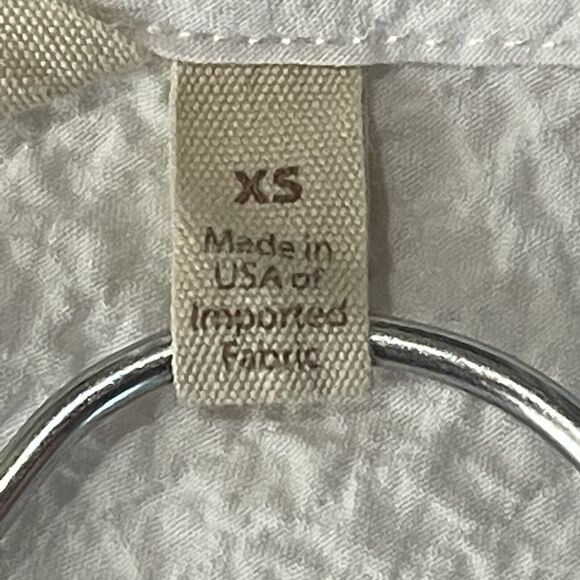 XS
Made in
USA of
Imported
Fabric